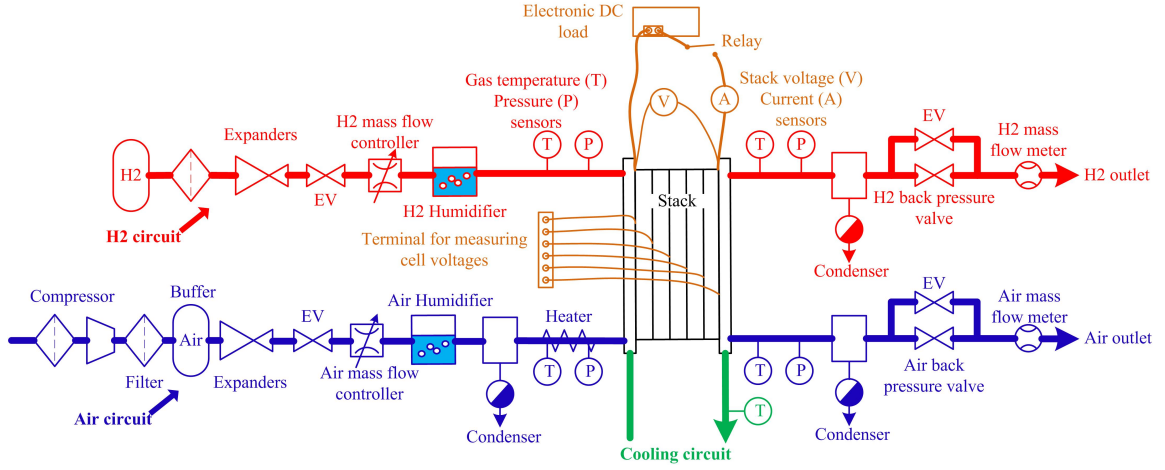 Electronic DC
load
Relay
Gas temperature (T)
Pressure (P)
sensors
Stack voltage (V)
Current (A)
sensors
V
A
T
P
T
P
Expanders
H2 mass flow
controller
EV
H2 mass
flow meter
H2
EV
H2 Humidifier
H2 outlet
H2 back pressure
valve
H2 circuit
Stack
Terminal for measuring
cell voltages
Condenser
Compressor
Buffer
EV
Air Humidifier
Heater
EV
Air mass
flow meter
Air
Air outlet
Filter
Expanders
Air mass flow
controller
T
P
T
P
Air back
pressure valve
Air circuit
T
Condenser
Condenser
Cooling circuit